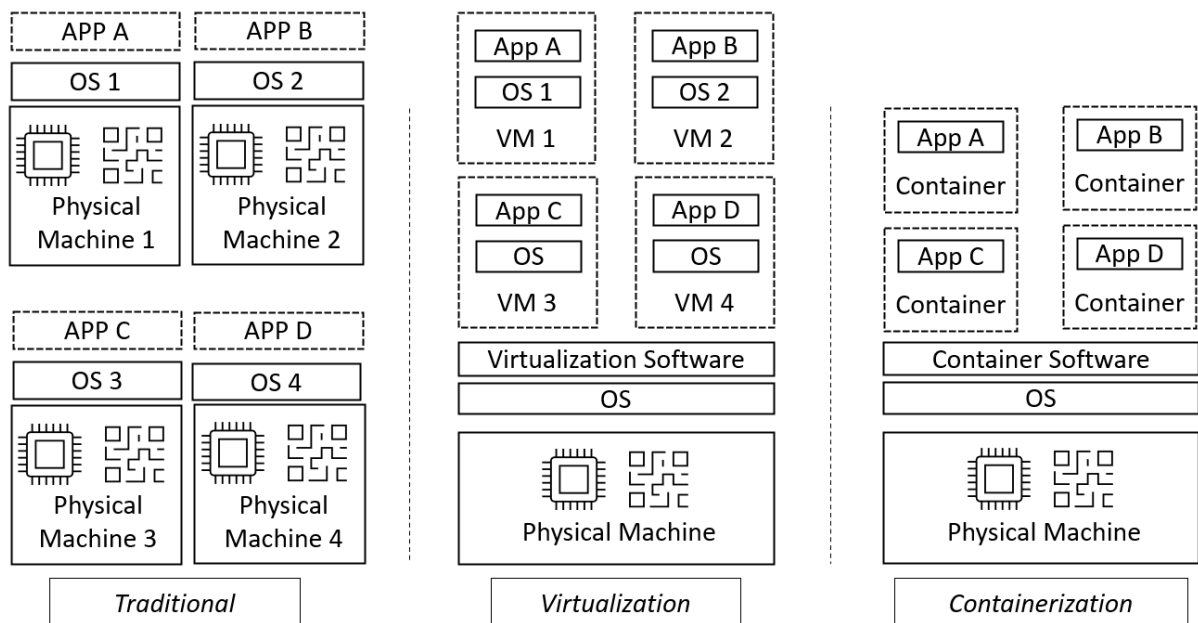 APP A
APP B
OS 1
OS 2
Physical
Machine 1
Physical
Machine 2
APP C
APP D
OS 3
OS 4
Physical
Machine 3
Physical
Machine 4
Traditional
App A
OS 1
VM 1
App B
OS 2
VM 2
App C
OS
VM 3
App D
OS
VM 4
Virtualization Software
OS
Physical Machine
Virtualization
App A
Container
App B
Container
App C
Container
App D
Container
Container Software
OS
Physical Machine
Containerization